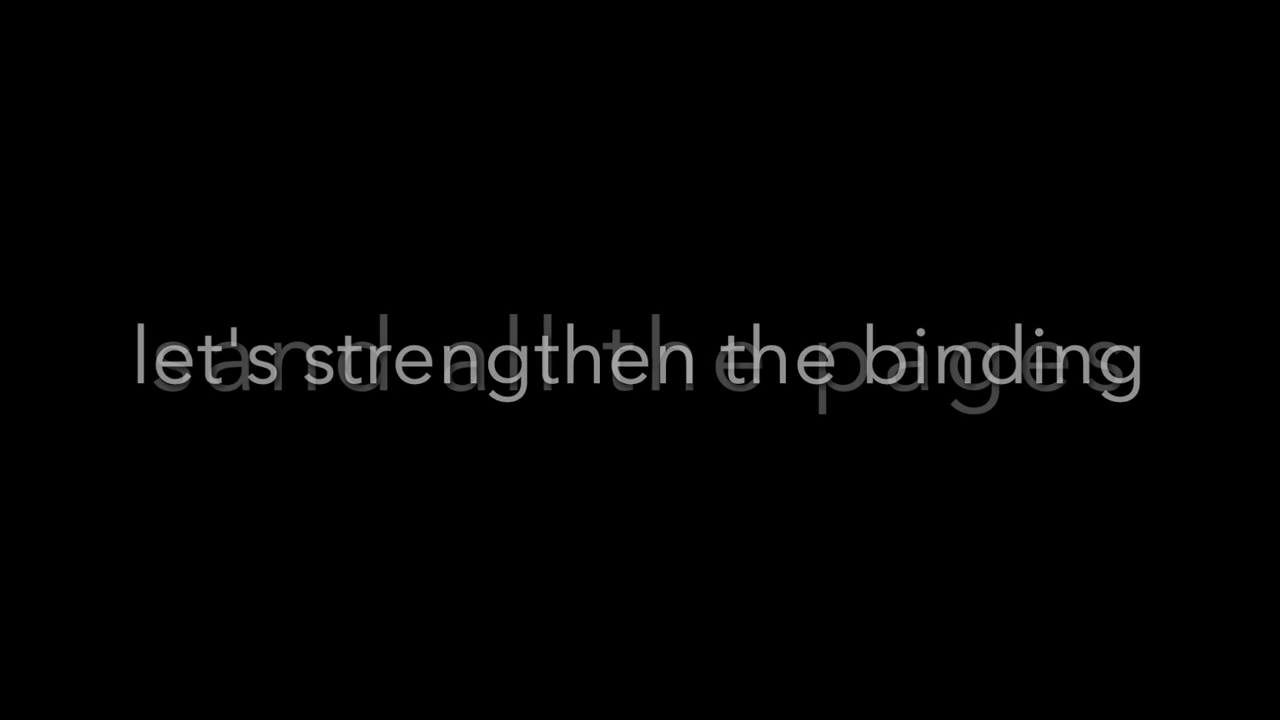 let's strengthen the binding
sand all the pages